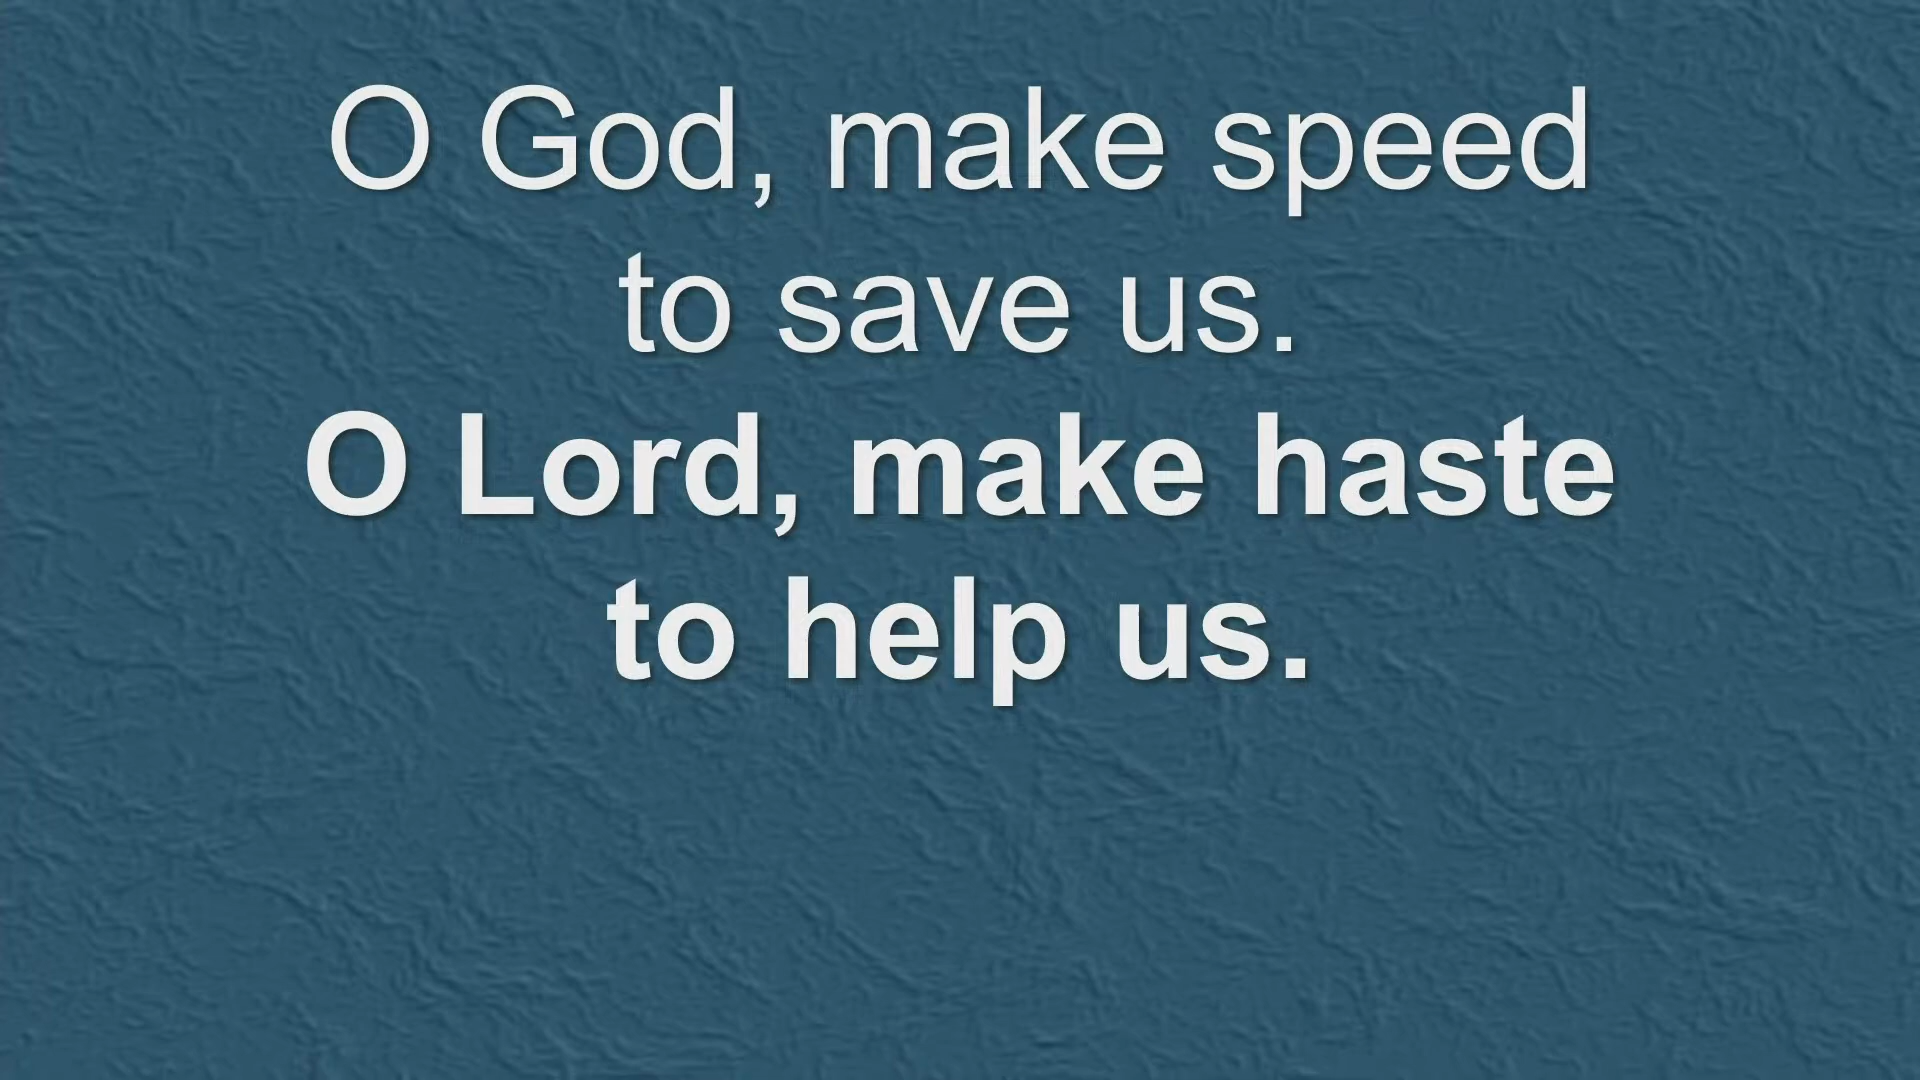 O God, make speed
to save us.
O Lord, make haste
to help us.